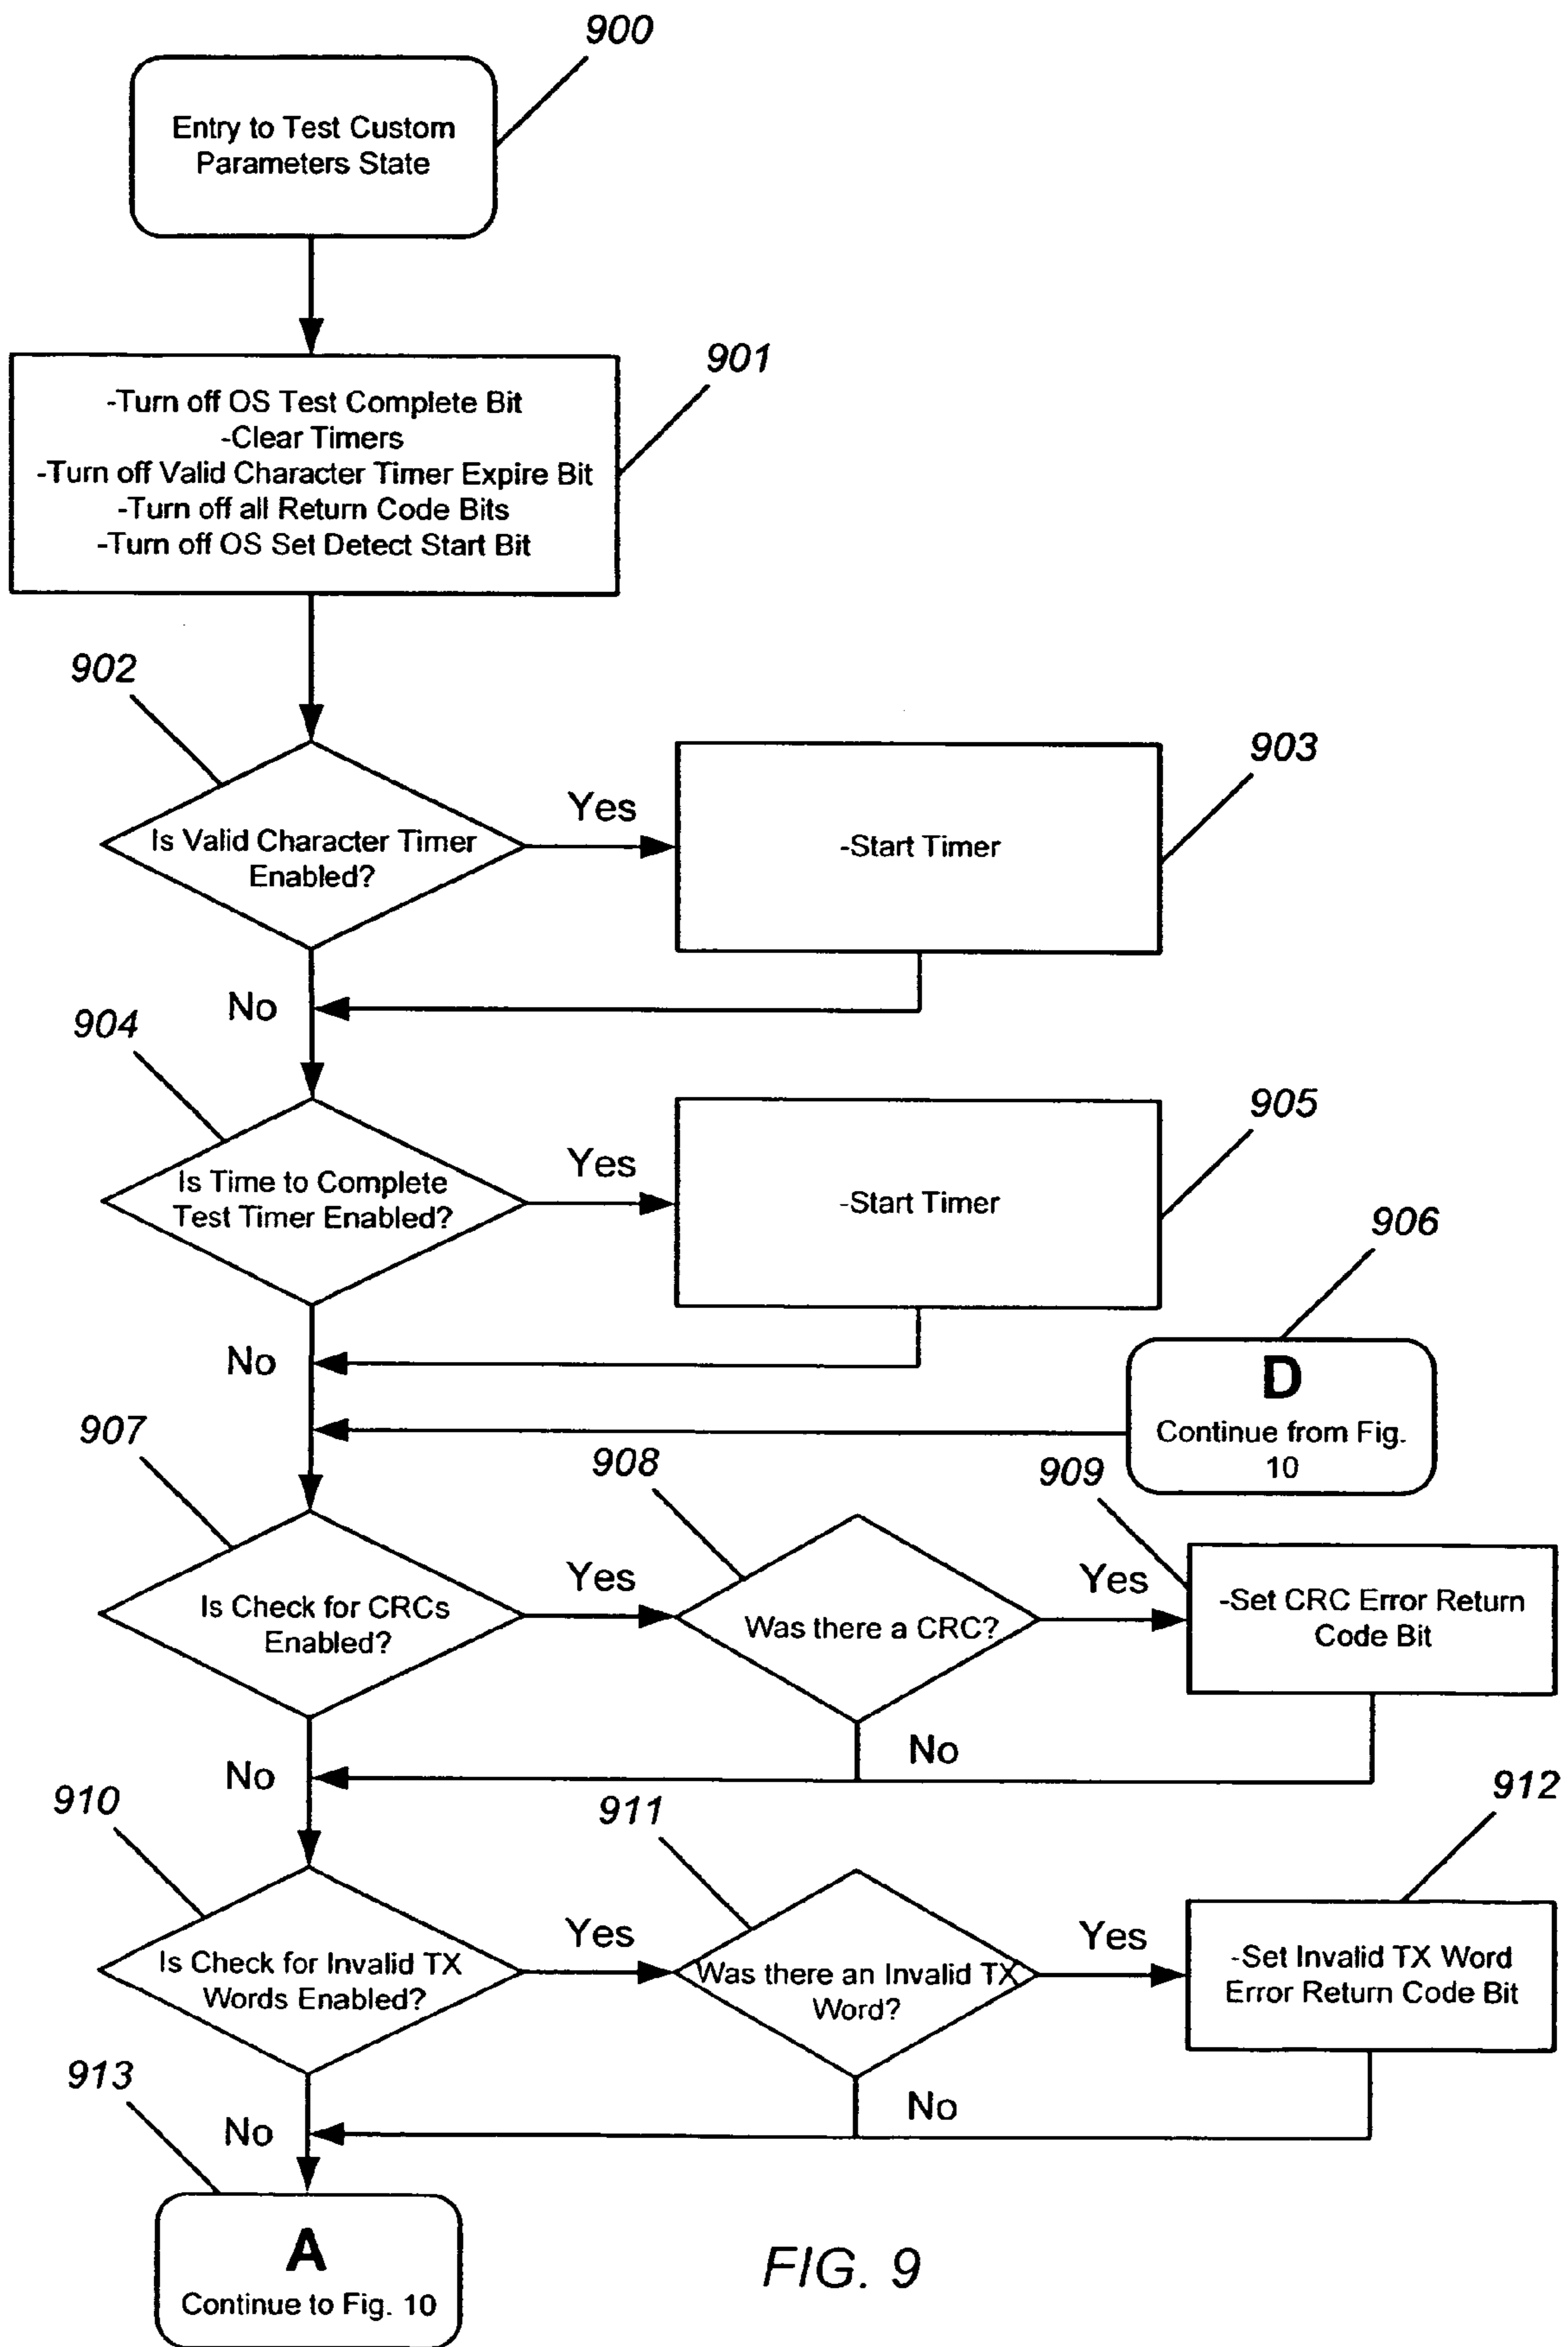 900
Entry to Test Custom
Parameters State
901
-Turn off OS Test Complete Bit
-Clear Timers
-Turn off Valid Character Timer Expire Bit
-Turn off all Return Code Bits
-Turn off OS Set Detect Start Bit
902
Is Valid Character Timer
Enabled?
Yes
903
-Start Timer
No
904
Is Time to Complete
Test Timer Enabled?
Yes
905
-Start Timer
No
906
D
Continue from Fig.
10
907
Is Check for CRCs
Enabled?
Yes
908
Was there a CRC?
Yes
909
-Set CRC Error Return
Code Bit
No
No
910
Is Check for Invalid TX
Words Enabled?
Yes
911
Was there an Invalid TX
Word?
Yes
912
-Set Invalid TX Word
Error Return Code Bit
No
No
913
A
Continue to Fig. 10
FIG. 9